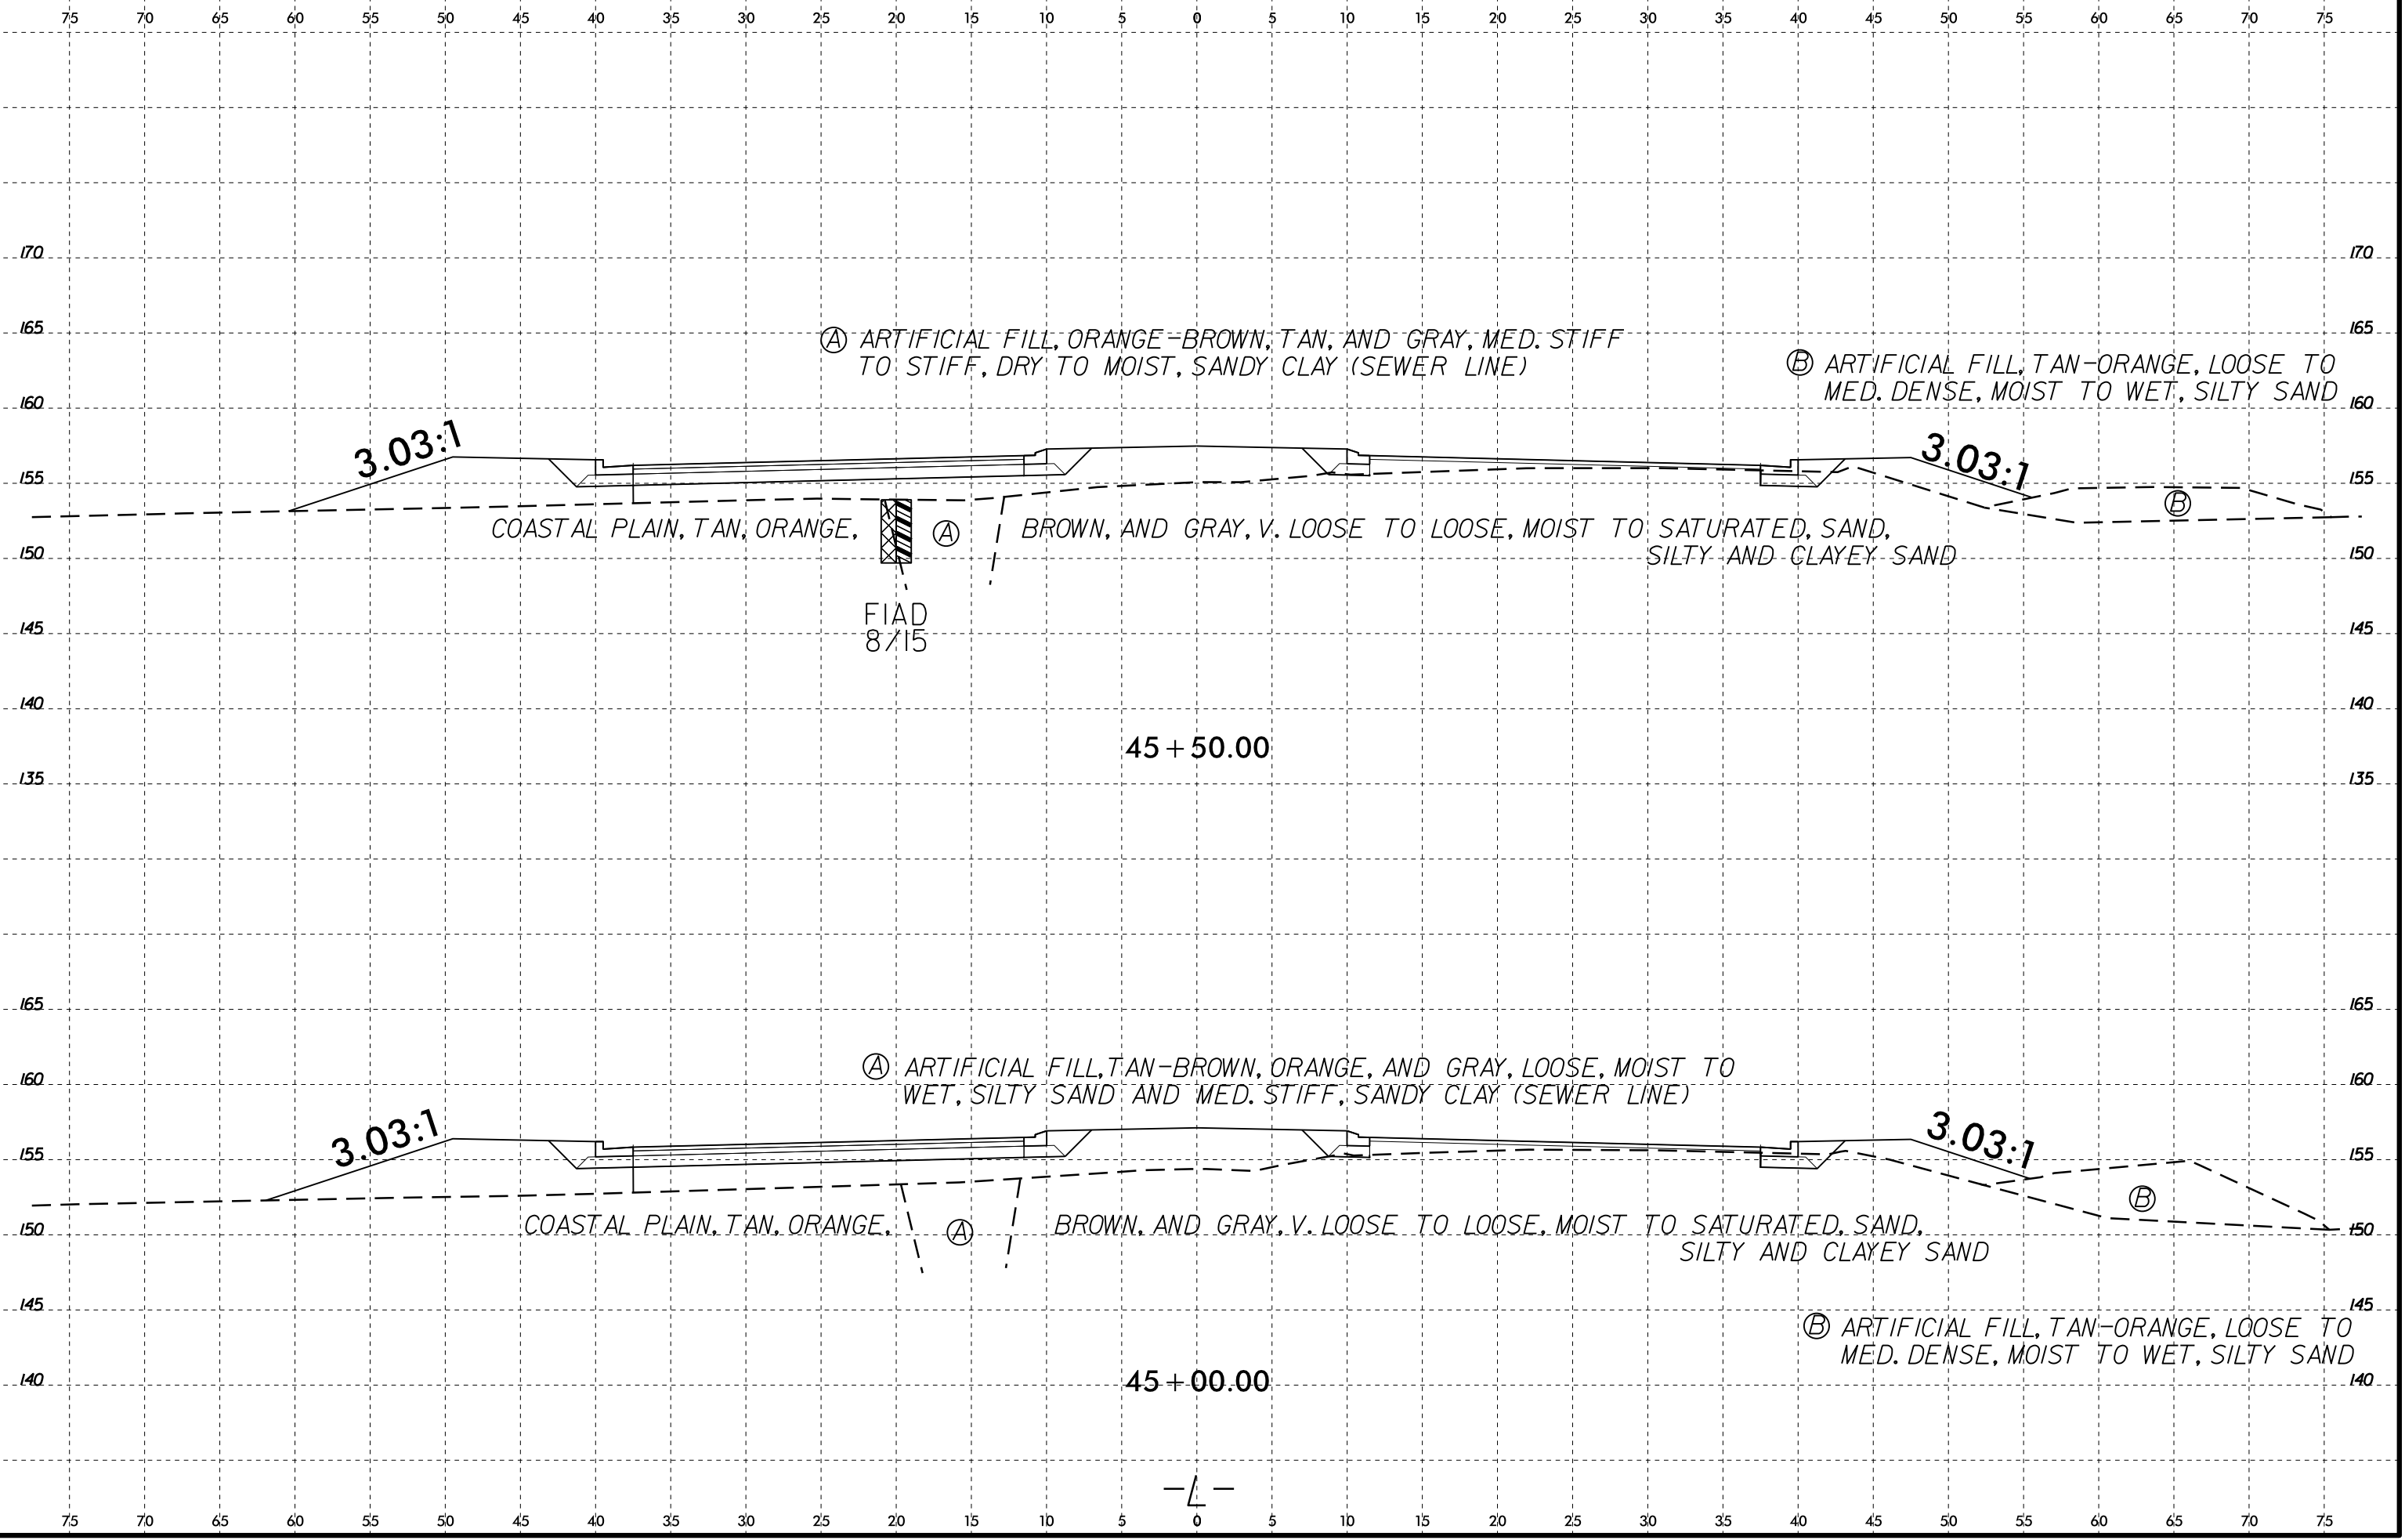 75 70 65 60 55 50 45 40 35 30 25 20 15 10 5 0 5 10 15 20 25 30 35 40 45 50 55 60 65 70 75
170 170
165 165
Ⓐ ARTIFICIAL FILL, ORANGE-BROWN, TAN, AND GRAY, MED. STIFF
TO STIFF, DRY TO MOIST, SANDY CLAY (SEWER LINE)
Ⓑ ARTIFICIAL FILL, TAN-ORANGE, LOOSE TO
MED. DENSE, MOIST TO WET, SILTY SAND
160 160
3.03:1 3.03:1
155 155
Ⓑ
COASTAL PLAIN, TAN, ORANGE, Ⓐ BROWN, AND GRAY, V. LOOSE TO LOOSE, MOIST TO SATURATED, SAND,
SILTY AND CLAYEY SAND
150 150
FIAD
8/15
145 145
140 140
45+50.00
135 135
165 165
Ⓐ ARTIFICIAL FILL, TAN-BROWN, ORANGE, AND GRAY, LOOSE, MOIST TO
WET, SILTY SAND AND MED. STIFF, SANDY CLAY (SEWER LINE)
160 160
3.03:1 3.03:1
155 155
Ⓑ
COASTAL PLAIN, TAN, ORANGE, Ⓐ BROWN, AND GRAY, V. LOOSE TO LOOSE, MOIST TO SATURATED, SAND,
SILTY AND CLAYEY SAND
150 150
145 145
Ⓑ ARTIFICIAL FILL, TAN-ORANGE, LOOSE TO
MED. DENSE, MOIST TO WET, SILTY SAND
140 140
45+00.00
-L-
75 70 65 60 55 50 45 40 35 30 25 20 15 10 5 0 5 10 15 20 25 30 35 40 45 50 55 60 65 70 75